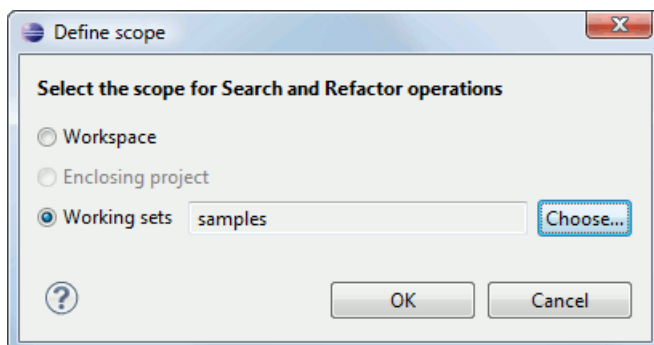 Define scope
Select the scope for Search and Refactor operations
Workspace
Enclosing project
Working sets samples Choose...
? OK Cancel